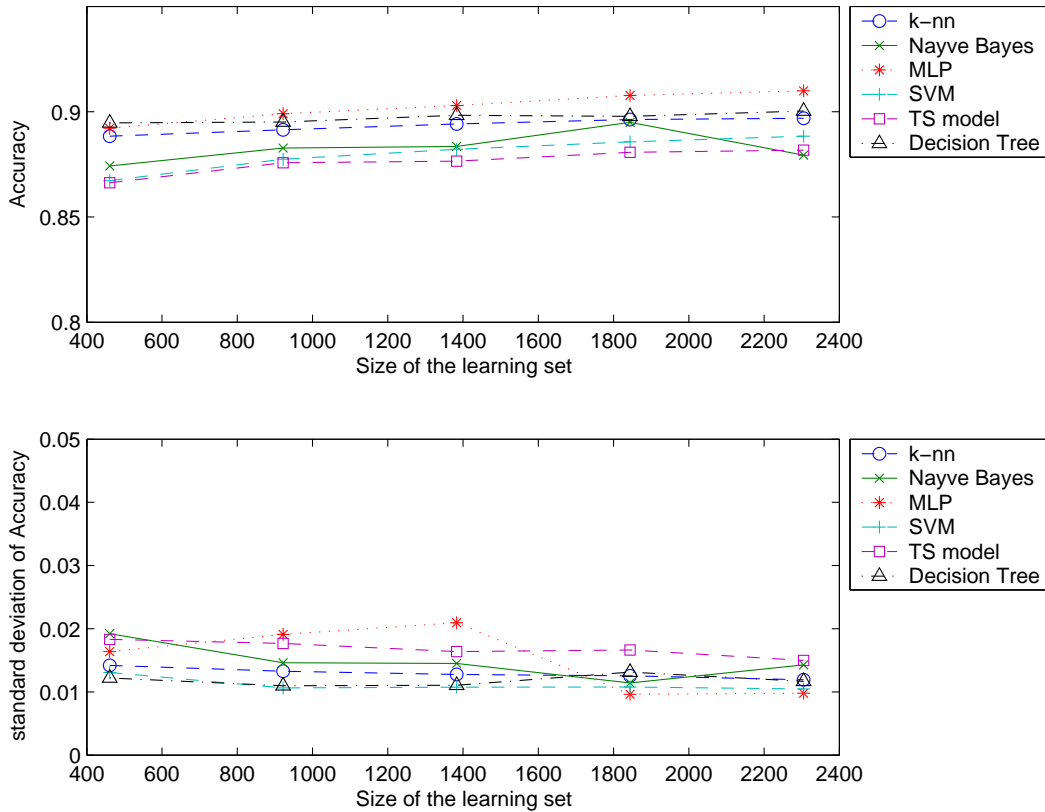 0.9
0.85
0.8
Accuracy
400 600 800 1000 1200 1400 1600 1800 2000 2200 2400
Size of the learning set
k−nn
Nayve Bayes
MLP
SVM
TS model
Decision Tree
0.05
0.04
0.03
0.02
0.01
0
standard deviation of Accuracy
400 600 800 1000 1200 1400 1600 1800 2000 2200 2400
Size of the learning set
k−nn
Nayve Bayes
MLP
SVM
TS model
Decision Tree